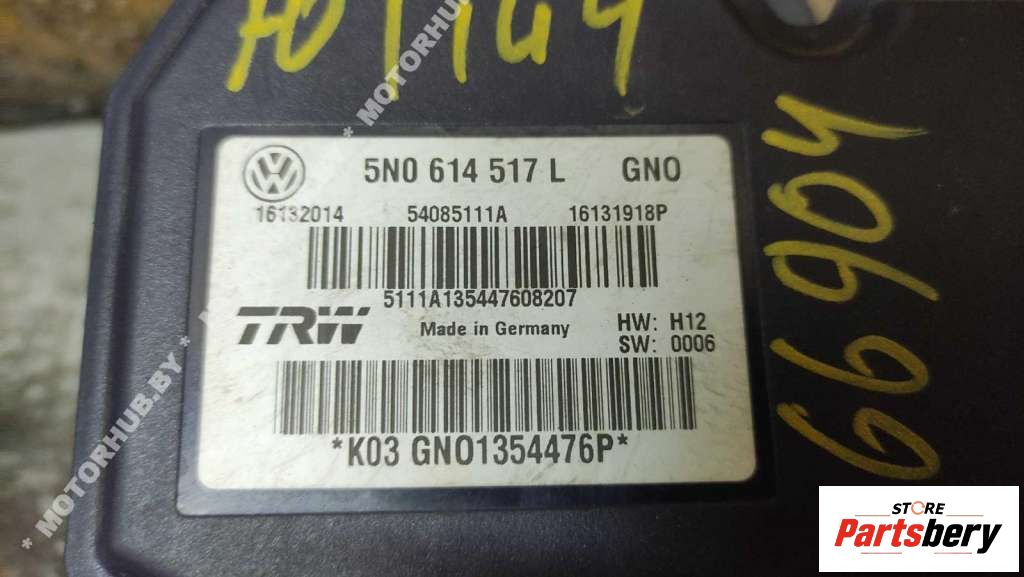 5N0 614 517 L GNO
16132014 54085111A 16131918P
5111A135447608207
TRW Made in Germany HW: H12
SW: 0006
*K03 GNO1354476P*
66904
* MOTORHUB.BY * MOTORHUB
STORE
Partsbery